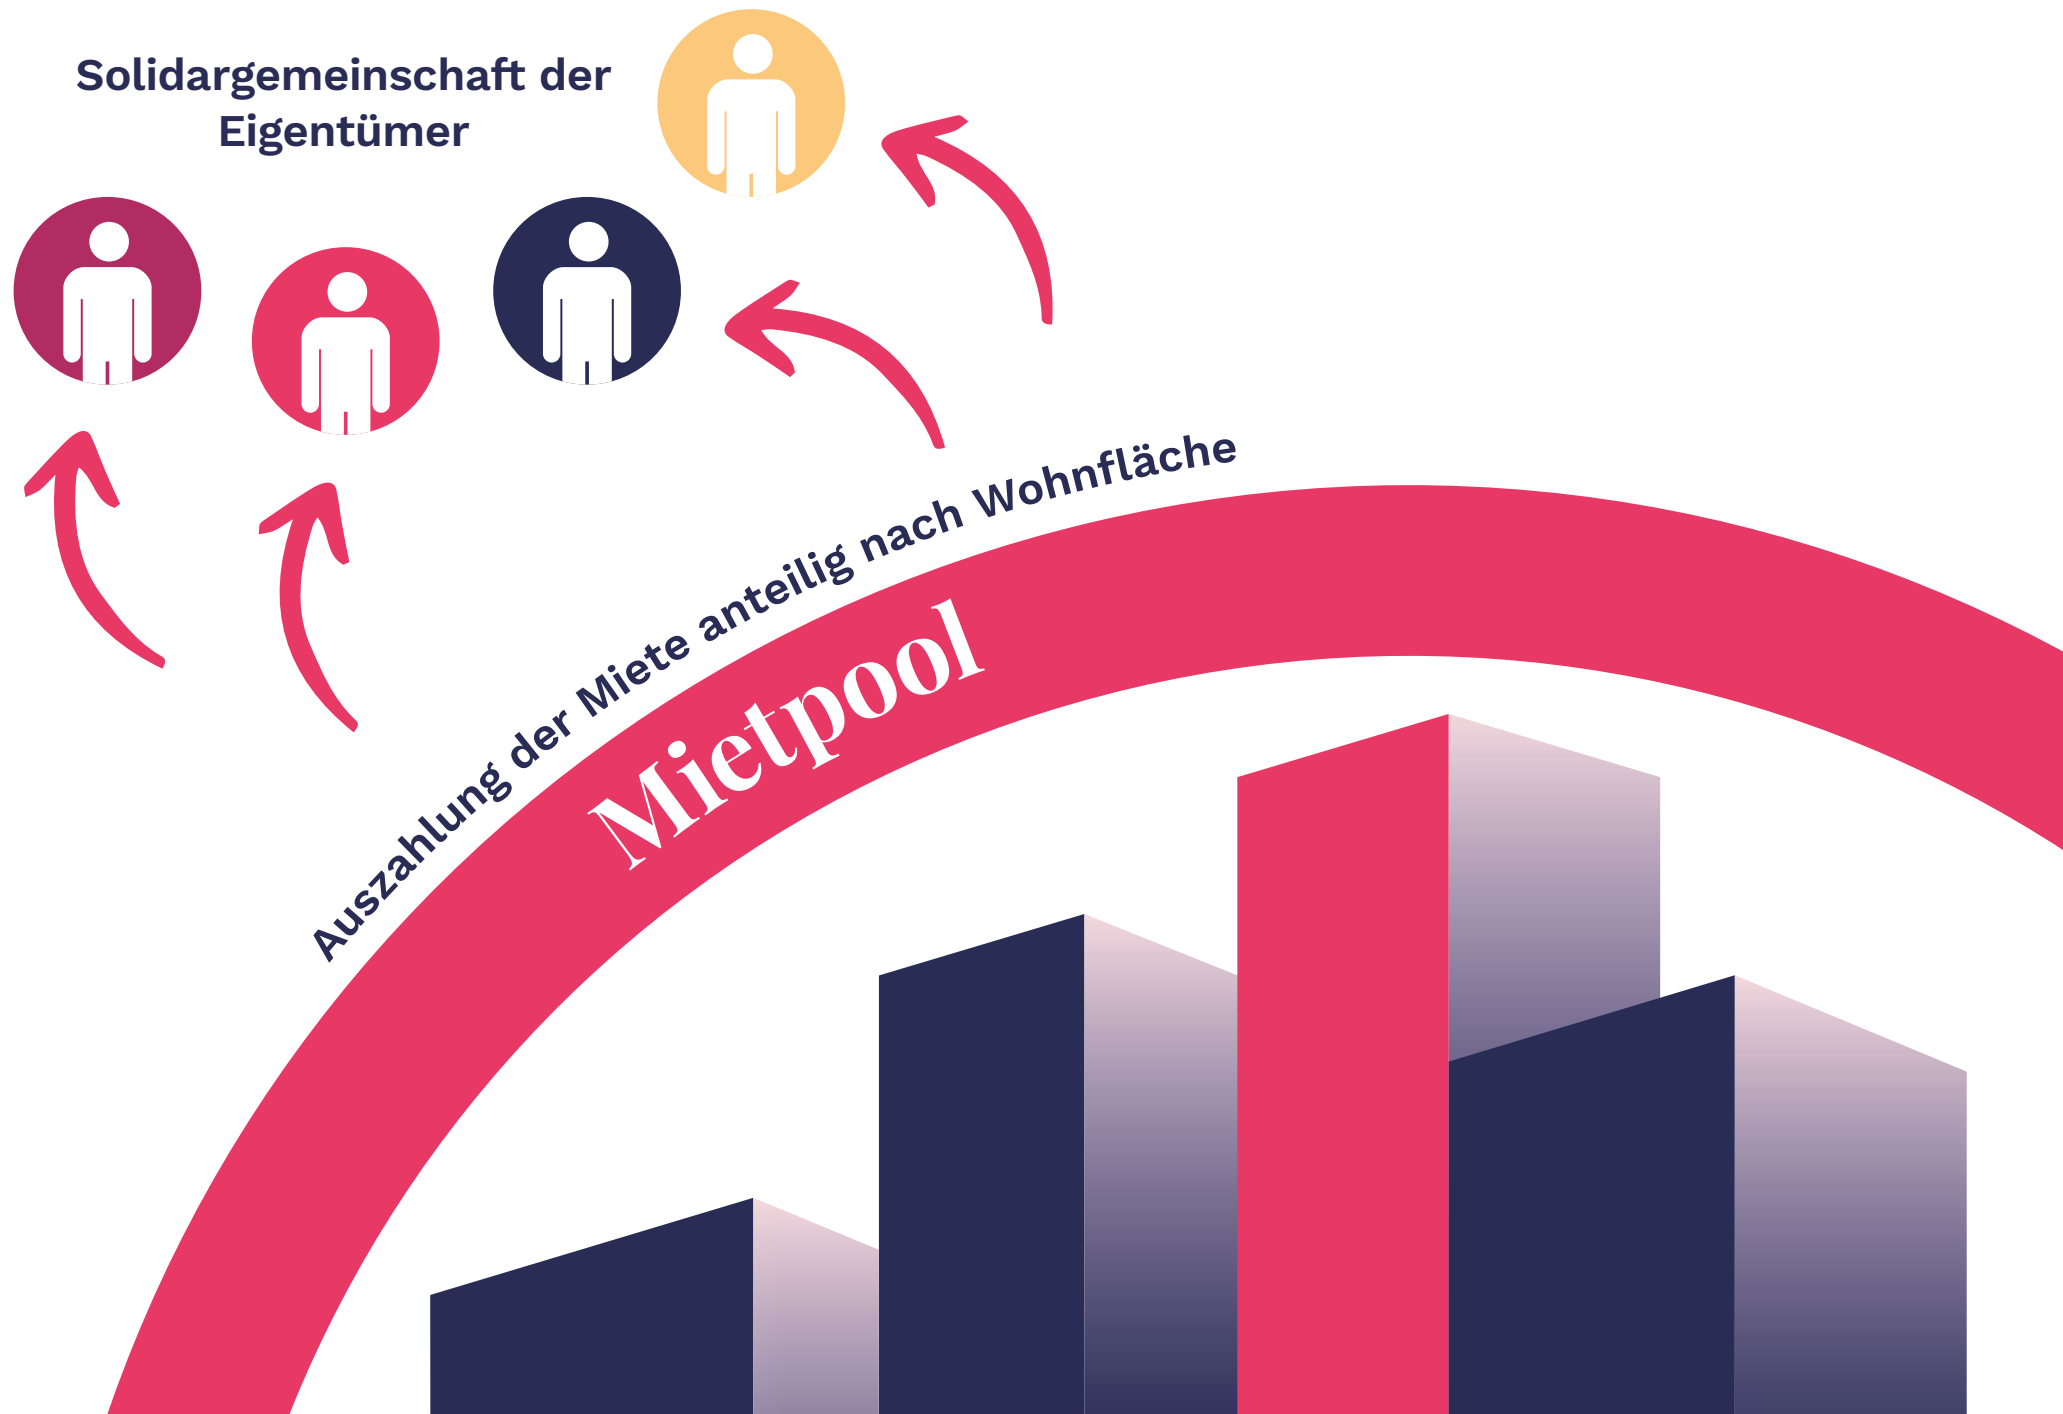 Solidargemeinschaft der
Eigentümer
Auszahlung der Miete anteilig nach Wohnfläche
Mietpool